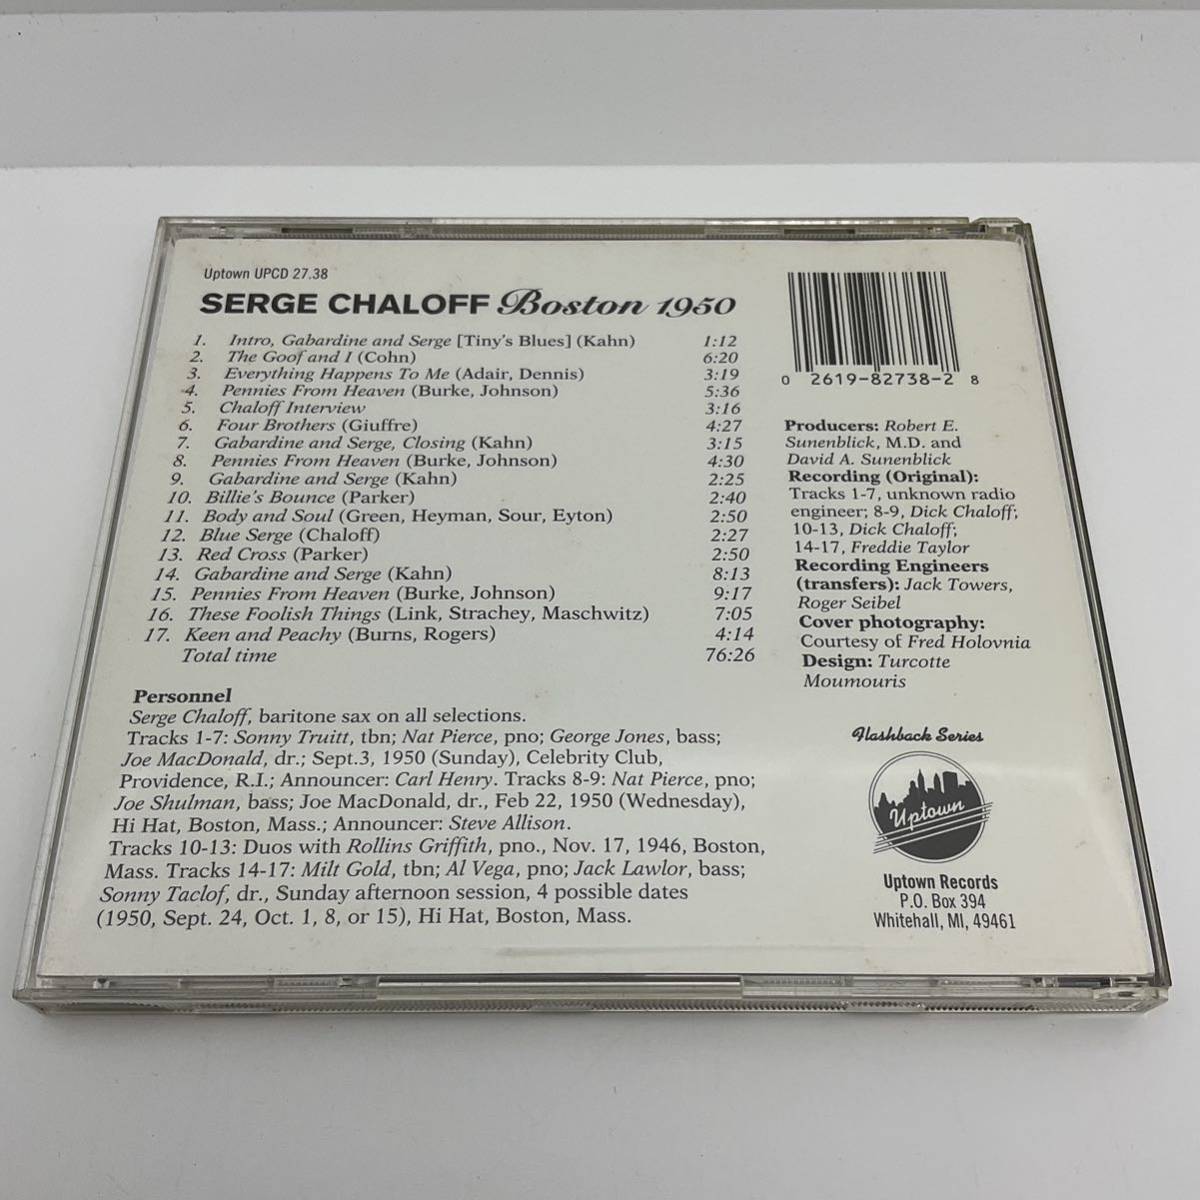 Uptown UPCD 27.38
SERGE CHALOFF Boston 1950
1. Intro, Gabardine and Serge [Tiny's Blues] (Kahn) 1:12
2. The Goof and I (Cohn) 6:20
3. Everything Happens To Me (Adair, Dennis) 3:19
4. Pennies From Heaven (Burke, Johnson) 5:36
5. Chaloff Interview 3:16
6. Four Brothers (Giuffre) 4:27
7. Gabardine and Serge, Closing (Kahn) 3:15
8. Pennies From Heaven (Burke, Johnson) 4:30
9. Gabardine and Serge (Kahn) 2:25
10. Billie's Bounce (Parker) 2:40
11. Body and Soul (Green, Heyman, Sour, Eyton) 2:50
12. Blue Serge (Chaloff) 2:27
13. Red Cross (Parker) 2:50
14. Gabardine and Serge (Kahn) 8:13
15. Pennies From Heaven (Burke, Johnson) 9:17
16. These Foolish Things (Link, Strachey, Maschwitz) 7:05
17. Keen and Peachy (Burns, Rogers) 4:14
Total time 76:26
Personnel
Serge Chaloff, baritone sax on all selections.
Tracks 1-7: Sonny Truitt, tbn; Nat Pierce, pno; George Jones, bass;
Joe MacDonald, dr.; Sept.3, 1950 (Sunday), Celebrity Club,
Providence, R.I.; Announcer: Carl Henry. Tracks 8-9: Nat Pierce, pno;
Joe Shulman, bass; Joe MacDonald, dr., Feb 22, 1950 (Wednesday),
Hi Hat, Boston, Mass.; Announcer: Steve Allison.
Tracks 10-13: Duos with Rollins Griffith, pno., Nov. 17, 1946, Boston,
Mass. Tracks 14-17: Milt Gold, tbn; Al Vega, pno; Jack Lawlor, bass;
Sonny Taclof, dr., Sunday afternoon session, 4 possible dates
(1950, Sept. 24, Oct. 1, 8, or 15), Hi Hat, Boston, Mass.
0 2619-82738-2 8
Producers: Robert E.
Sunenblick, M.D. and
David A. Sunenblick
Recording (Original):
Tracks 1-7, unknown radio
engineer; 8-9, Dick Chaloff;
10-13, Dick Chaloff;
14-17, Freddie Taylor
Recording Engineers
(transfers): Jack Towers,
Roger Seibel
Cover photography:
Courtesy of Fred Holovnia
Design: Turcotte
Moumouris
Flashback Series
Uptown
Uptown Records
P.O. Box 394
Whitehall, MI, 49461